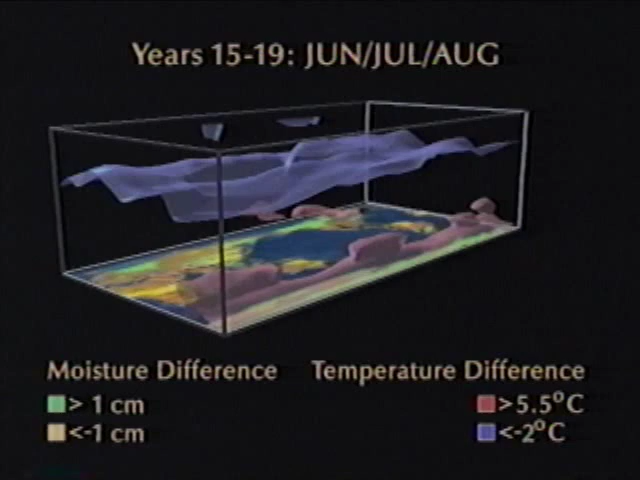 Years 15-19: JUN/JUL/AUG
Moisture Difference
> 1 cm
<-1 cm
Temperature Difference
>5.5°C
<-2°C